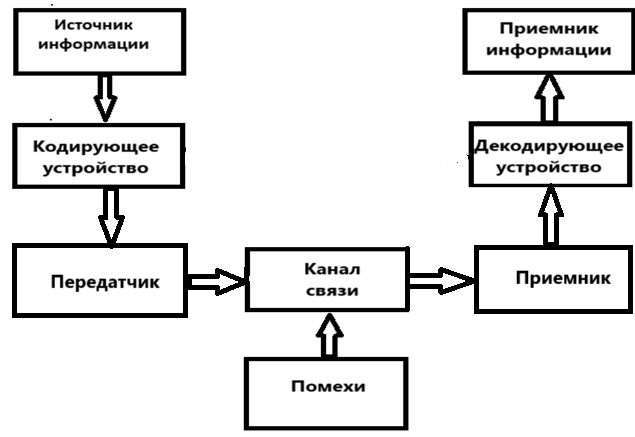 Источник
информации
Кодирующее
устройство
Передатчик
Канал
связи
Помехи
Приемник
Декодирующее
устройство
Приемник
информации